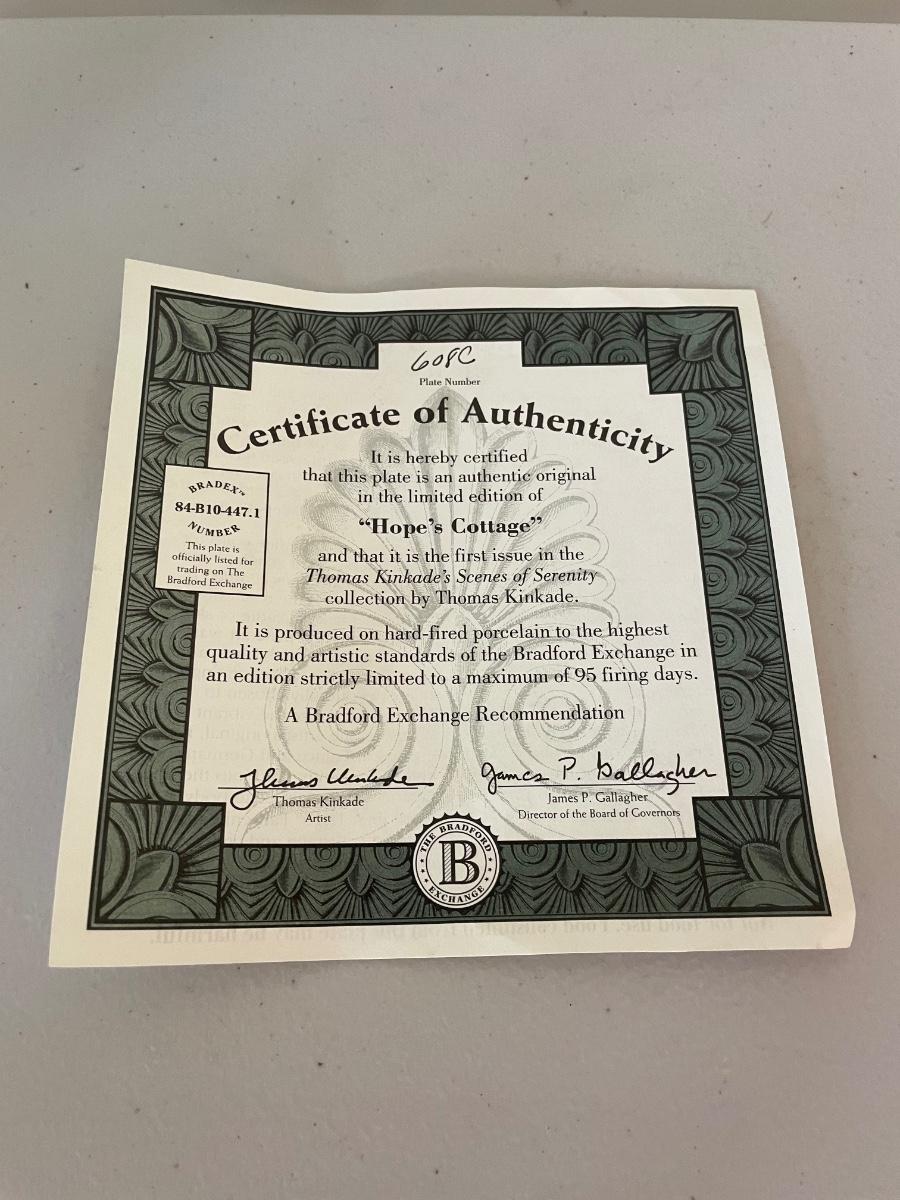 608C
Plate Number
Certificate of Authenticity
It is hereby certified
that this plate is an authentic original
in the limited edition of
“Hope’s Cottage”
and that it is the first issue in the
Thomas Kinkade’s Scenes of Serenity
collection by Thomas Kinkade.
BRADEX™
84-B10-447.1
NUMBER
This plate is
officially listed for
trading on The
Bradford Exchange
It is produced on hard-fired porcelain to the highest
quality and artistic standards of the Bradford Exchange in
an edition strictly limited to a maximum of 95 firing days.
A Bradford Exchange Recommendation
Thomas Kinkade
Thomas Kinkade
Artist
James P. Gallagher
James P. Gallagher
Director of the Board of Governors
THE BRADFORD
B
EXCHANGE